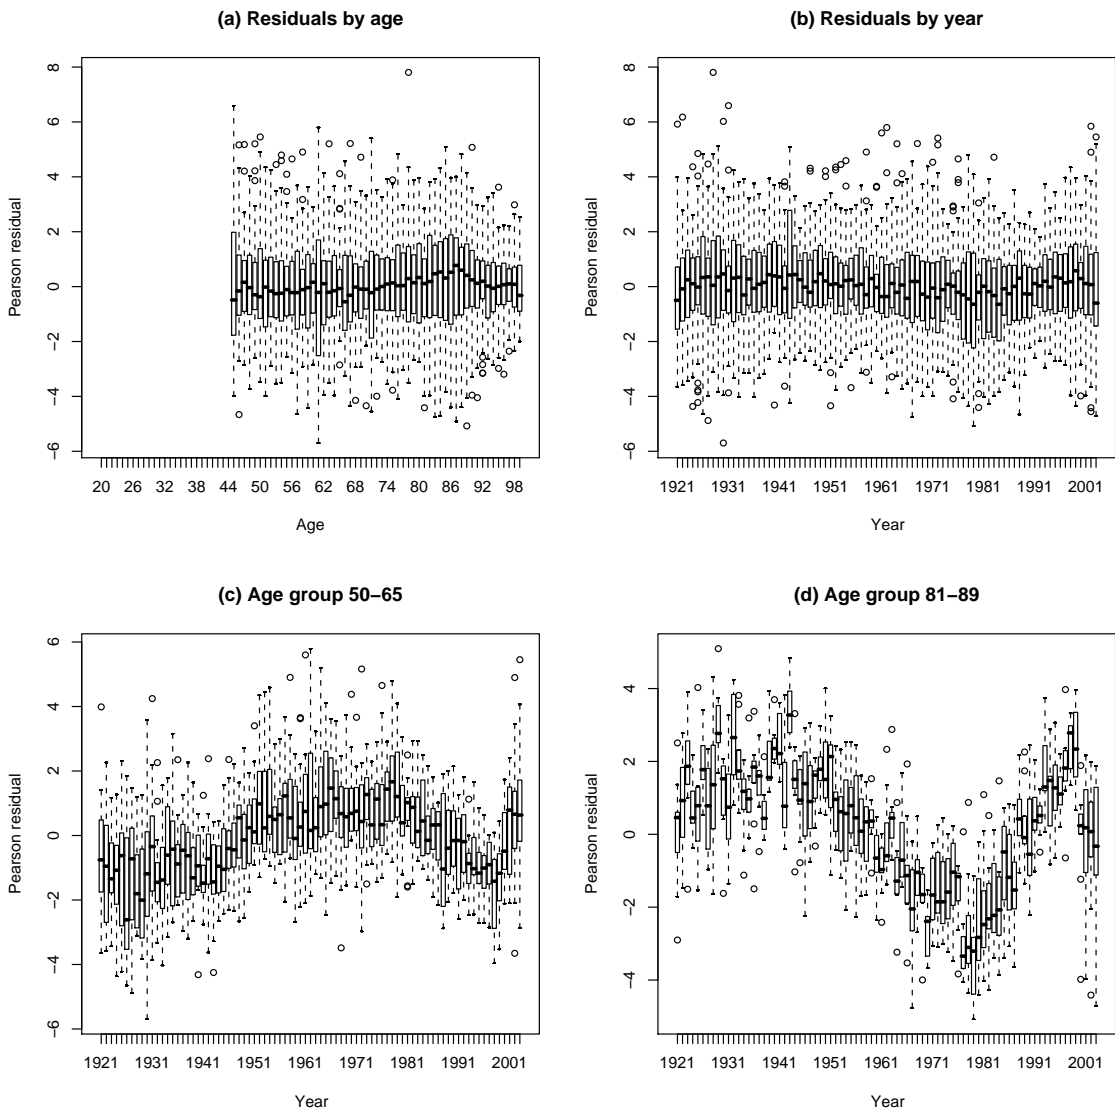 (a) Residuals by age
Pearson residual
8
6
4
2
0
−2
−4
−6
20 26 32 38 44 50 56 62 68 74 80 86 92 98
Age
(b) Residuals by year
Pearson residual
8
6
4
2
0
−2
−4
−6
1921 1931 1941 1951 1961 1971 1981 1991 2001
Year
(c) Age group 50−65
Pearson residual
6
4
2
0
−2
−4
−6
1921 1931 1941 1951 1961 1971 1981 1991 2001
Year
(d) Age group 81−89
Pearson residual
4
2
0
−2
−4
1921 1931 1941 1951 1961 1971 1981 1991 2001
Year